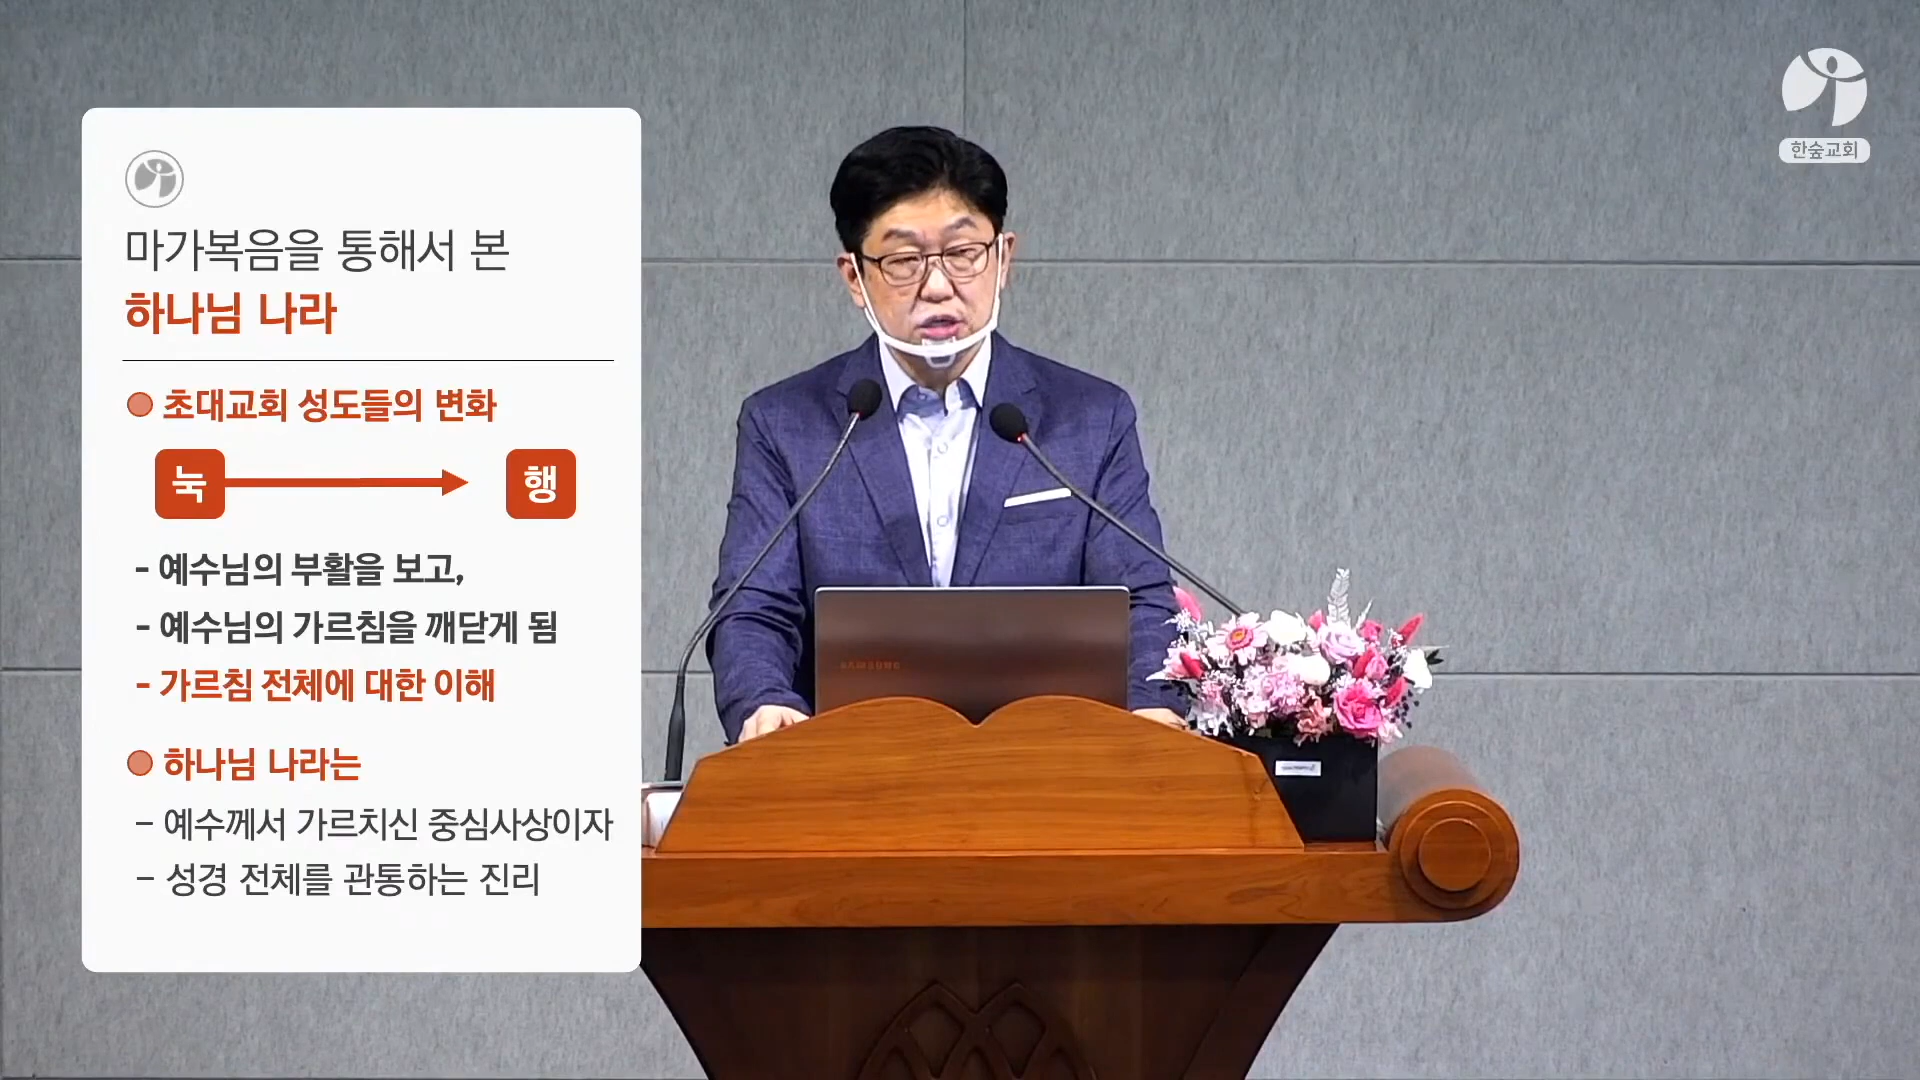 마가복음을 통해서 본
하나님 나라
초대교회 성도들의 변화
눅 행
- 예수님의 부활을 보고,
- 예수님의 가르침을 깨닫게 됨
- 가르침 전체에 대한 이해
하나님 나라는
- 예수께서 가르치신 중심사상이자
- 성경 전체를 관통하는 진리
한숲교회
SAMSUNG